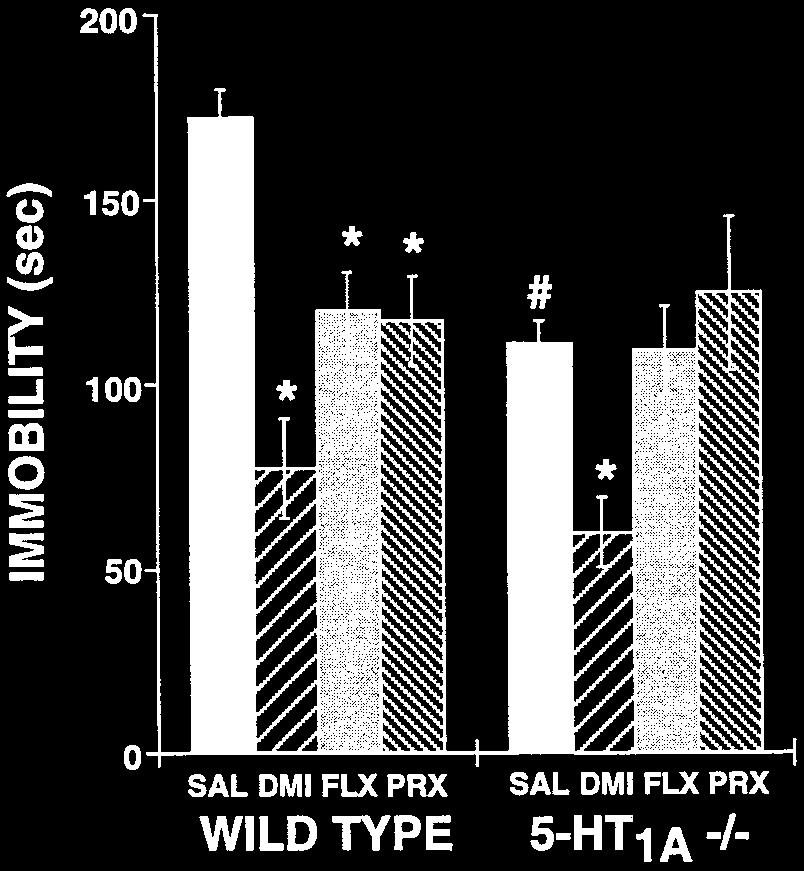 IMMOBILITY (sec)
200
150
100
50
0
*
*
*
#
*
SAL DMI FLX PRX
SAL DMI FLX PRX
WILD TYPE
5-HT1A -/-